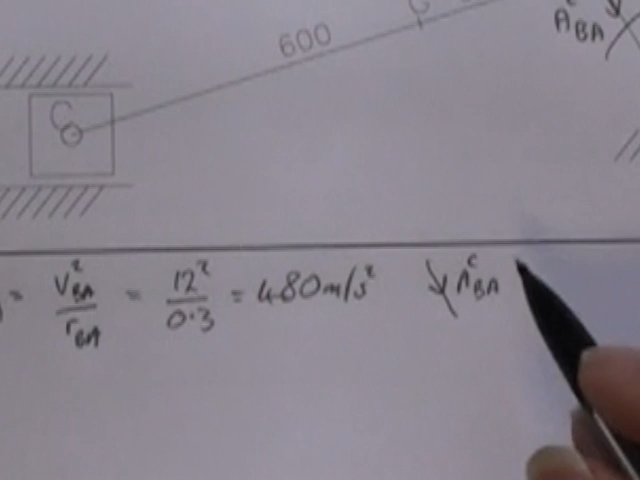 600
A^c_BA
C
= V²_BA / r_BA = 12² / 0.3 = 480 m/s² A^c_BA